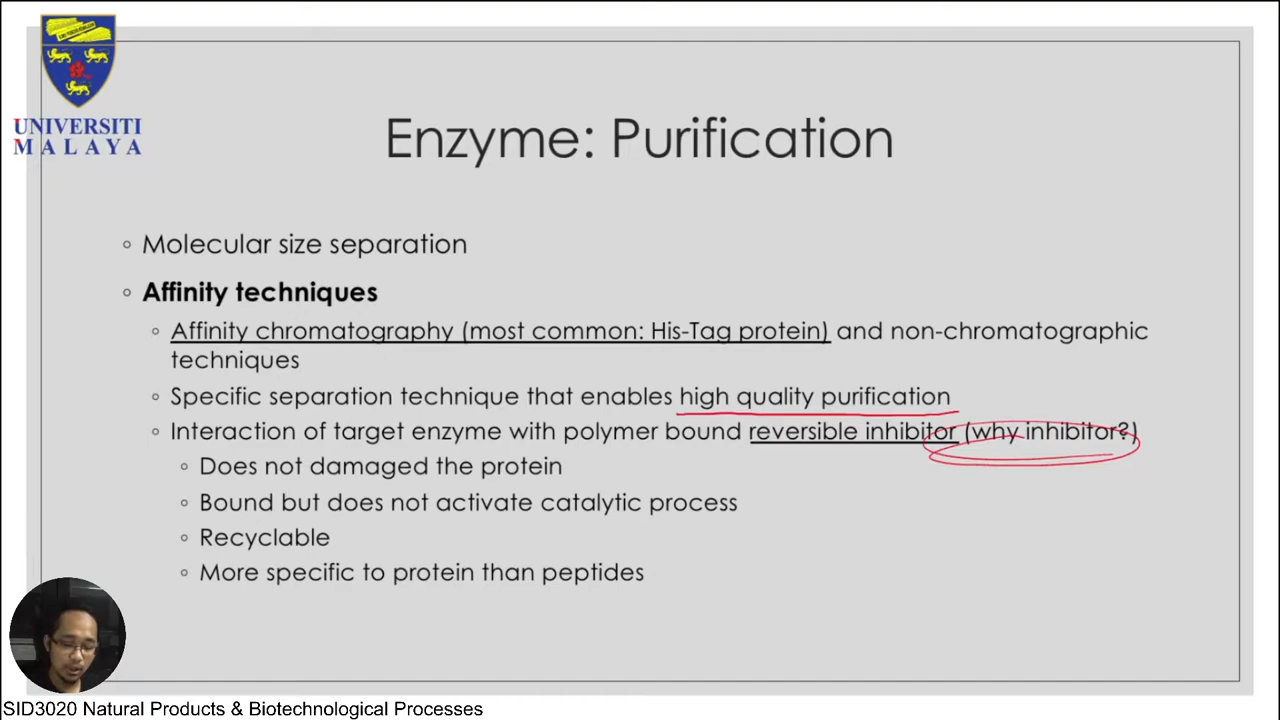 UNIVERSITI
MALAYA
Enzyme: Purification
◦ Molecular size separation
◦ Affinity techniques
◦ Affinity chromatography (most common: His-Tag protein) and non-chromatographic
techniques
◦ Specific separation technique that enables high quality purification
◦ Interaction of target enzyme with polymer bound reversible inhibitor (why inhibitor?)
◦ Does not damaged the protein
◦ Bound but does not activate catalytic process
◦ Recyclable
◦ More specific to protein than peptides
SID3020 Natural Products & Biotechnological Processes